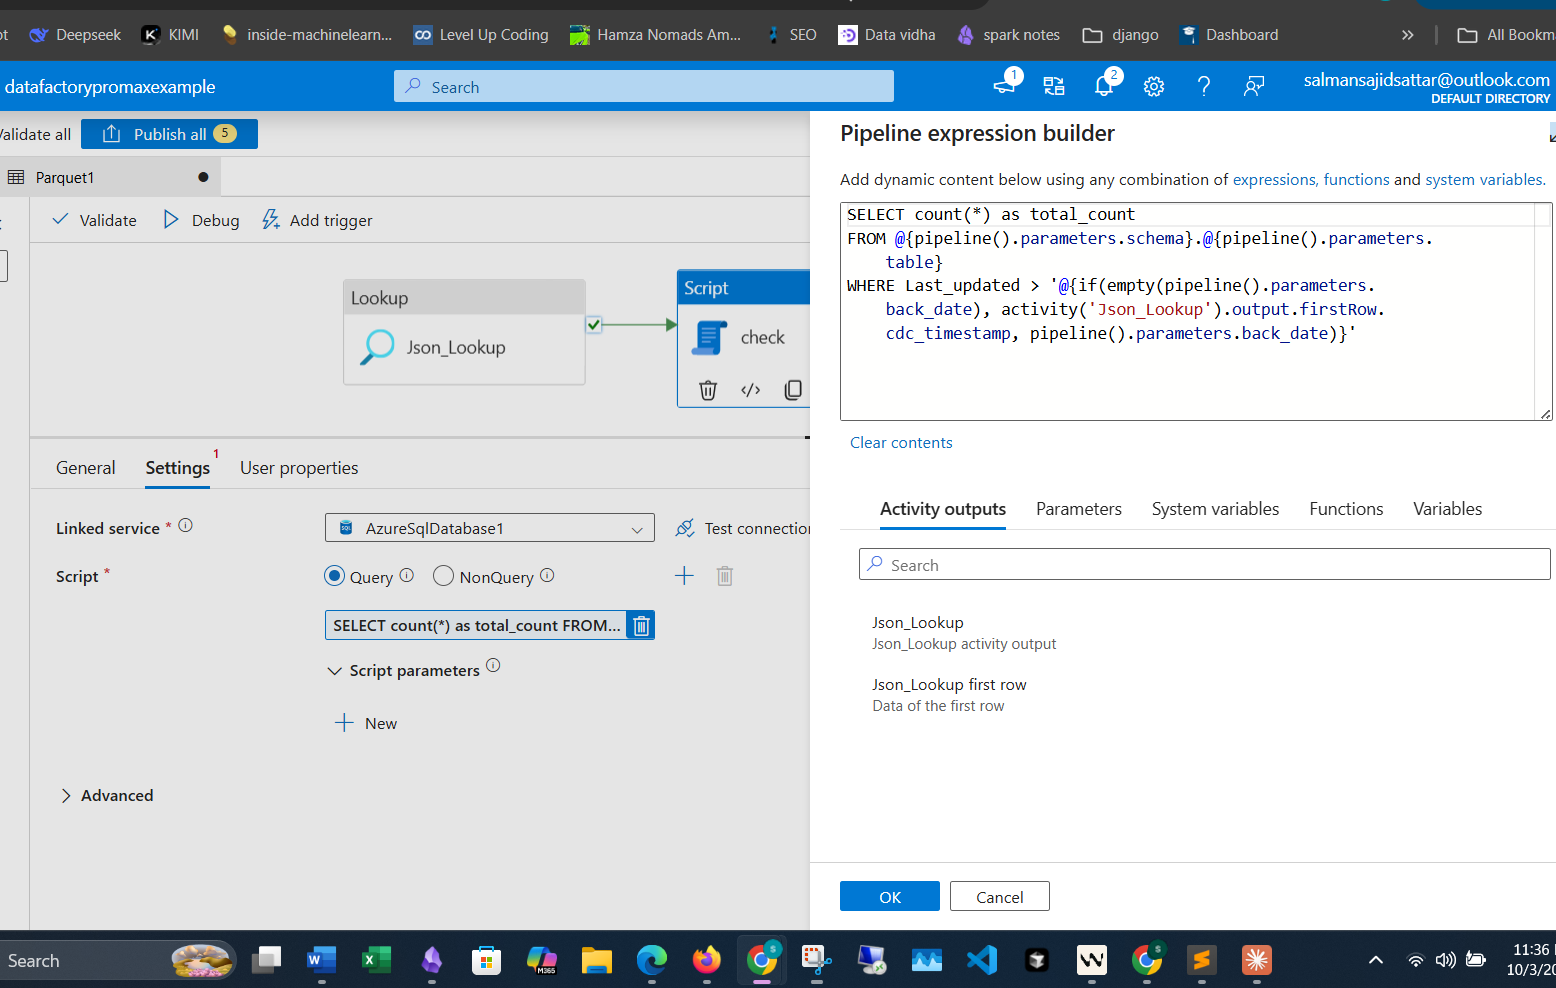 Deepseek
KIMI
inside-machinelearn...
Level Up Coding
Hamza Nomads Am...
SEO
Data vidha
spark notes
django
Dashboard
»
All Bookm
datafactorypromaxexample
Search
1
2
salmansajidsattar@outlook.com
DEFAULT DIRECTORY
Validate all
Publish all
5
Parquet1
Validate
Debug
Add trigger
Lookup
Json_Lookup
Script
check
General
Settings
1
User properties
Linked service *
AzureSqlDatabase1
Test connection
Script *
Query
NonQuery
SELECT count(*) as total_count FROM...
Script parameters
New
Advanced
Pipeline expression builder
Add dynamic content below using any combination of expressions, functions and system variables.
SELECT count(*) as total_count
FROM @{pipeline().parameters.schema}.@{pipeline().parameters.
table}
WHERE Last_updated > '@{if(empty(pipeline().parameters.
back_date), activity('Json_Lookup').output.firstRow.
cdc_timestamp, pipeline().parameters.back_date)}'
Clear contents
Activity outputs
Parameters
System variables
Functions
Variables
Search
Json_Lookup
Json_Lookup activity output
Json_Lookup first row
Data of the first row
OK
Cancel
Search
M365
11:36
10/3/20